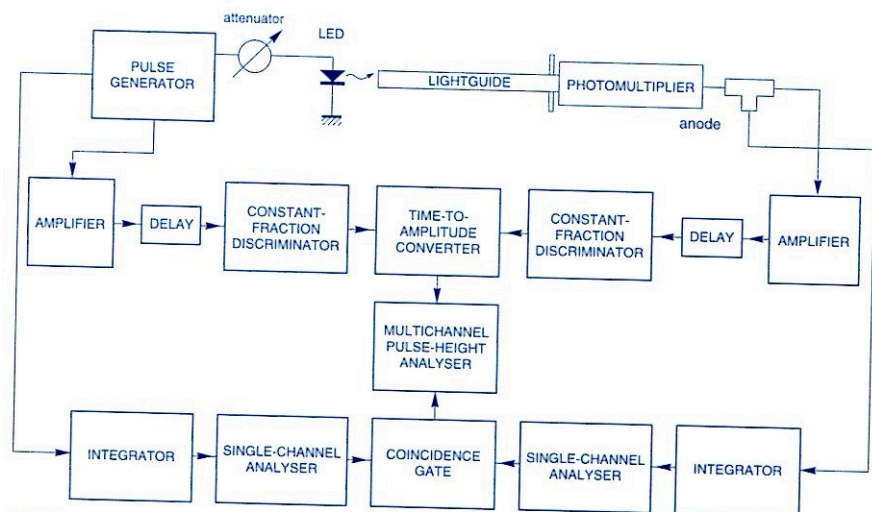 attenuator
LED
PULSE
GENERATOR
LIGHTGUIDE
PHOTOMULTIPLIER
anode
AMPLIFIER
DELAY
CONSTANT-
FRACTION
DISCRIMINATOR
TIME-TO-
AMPLITUDE
CONVERTER
CONSTANT-
FRACTION
DISCRIMINATOR
DELAY
AMPLIFIER
MULTICHANNEL
PULSE-HEIGHT
ANALYSER
INTEGRATOR
SINGLE-CHANNEL
ANALYSER
COINCIDENCE
GATE
SINGLE-CHANNEL
ANALYSER
INTEGRATOR